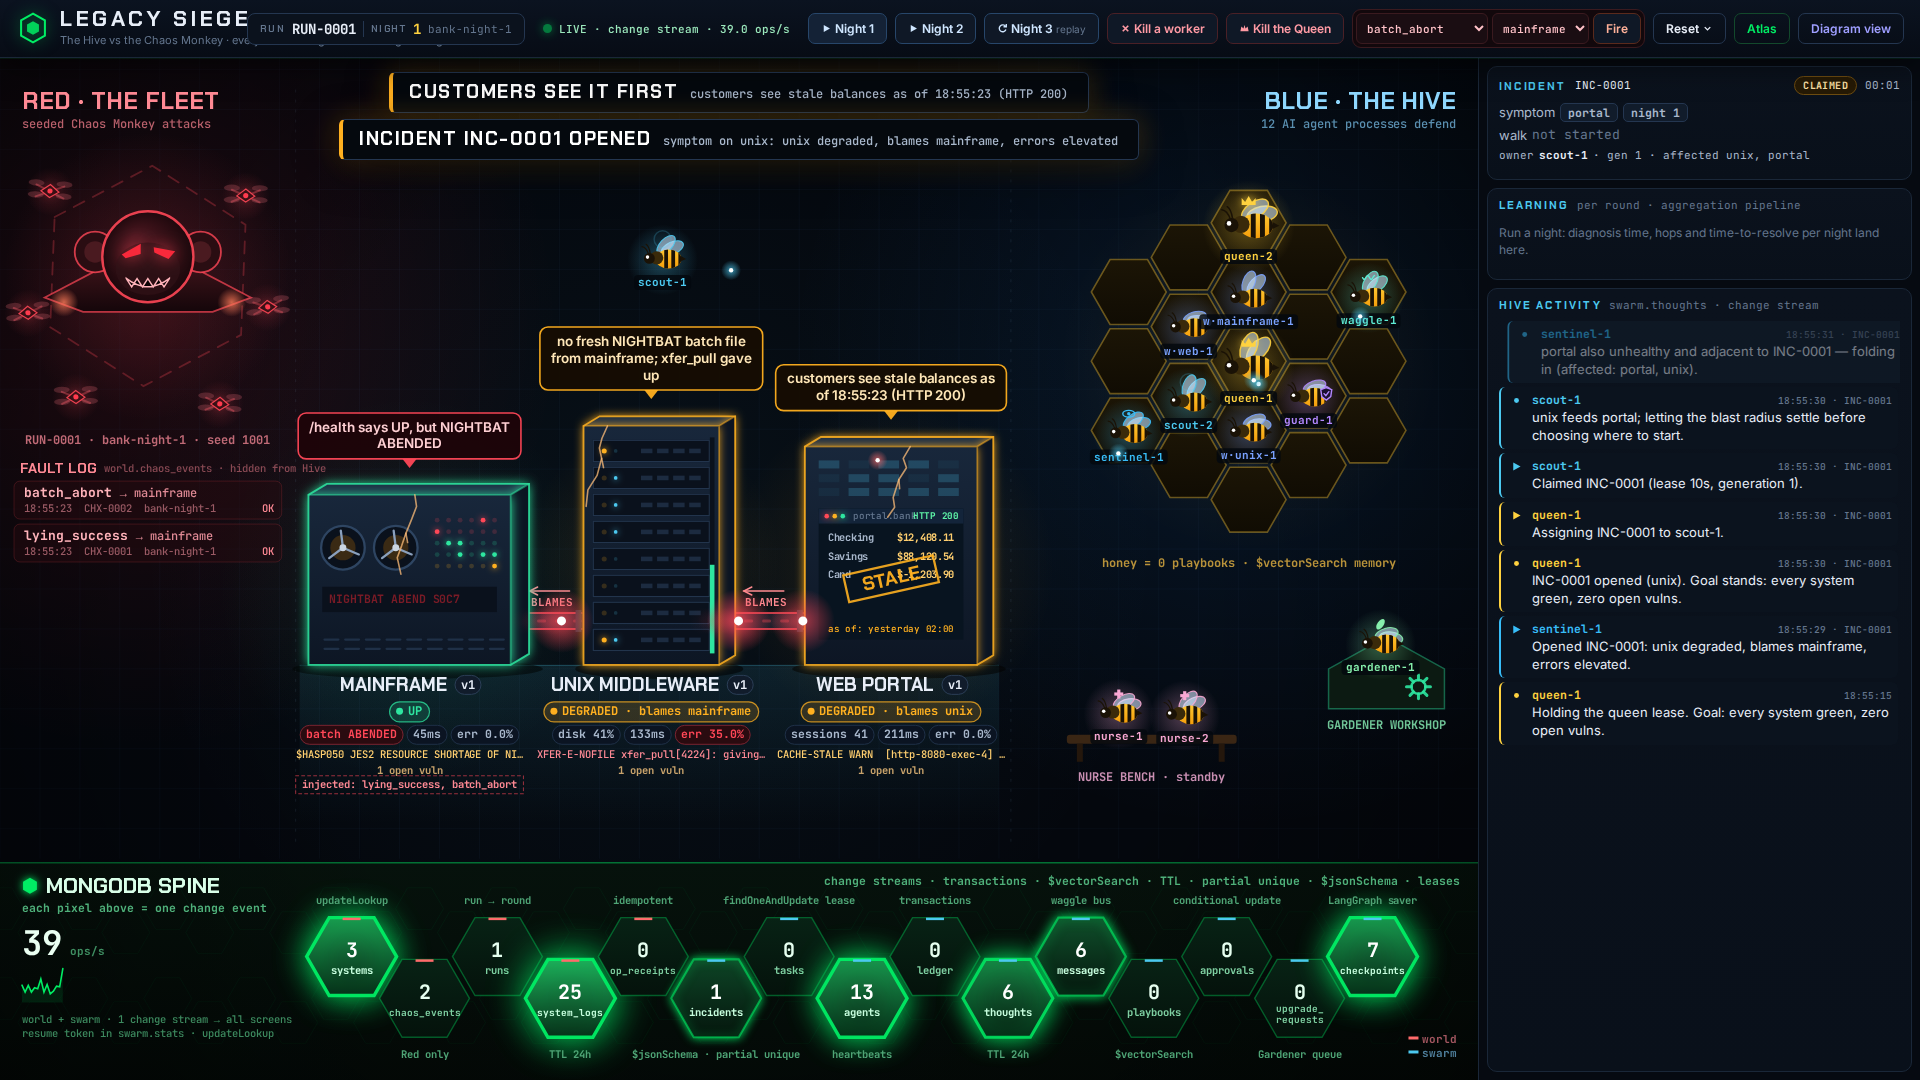 LEGACY SIEGE
The Hive vs the Chaos Monkey
RUN RUN-0001 NIGHT 1 bank-night-1
LIVE · change stream · 39.0 ops/s
Night 1
Night 2
Night 3 replay
Kill a worker
Kill the Queen
batch_abort
mainframe
Fire
Reset
Atlas
Diagram view
RED · THE FLEET
seeded Chaos Monkey attacks
CUSTOMERS SEE IT FIRST customers see stale balances as of 18:55:23 (HTTP 200)
INCIDENT INC-0001 OPENED symptom on unix: unix degraded, blames mainframe, errors elevated
BLUE · THE HIVE
12 AI agent processes defend
RUN-0001 · bank-night-1 · seed 1001
FAULT LOG world.chaos_events · hidden from Hive
batch_abort → mainframe
18:55:23 CHX-0002 bank-night-1 OK
lying_success → mainframe
18:55:23 CHX-0001 bank-night-1 OK
scout-1
no fresh NIGHTBAT batch file
from mainframe; xfer_pull gave
up
customers see stale balances as
of 18:55:23 (HTTP 200)
/health says UP, but NIGHTBAT
ABENDED
NIGHTBAT ABEND S0C7
BLAMES
BLAMES
HTTP 200
Checking $12,408.11
Savings $88,120.54
Card
STALE
as of: yesterday 02:00
MAINFRAME v1
UP
batch ABENDED 45ms err 0.0%
$HASP050 JES2 RESOURCE SHORTAGE OF NI…
1 open vuln
injected: lying_success, batch_abort
UNIX MIDDLEWARE v1
DEGRADED · blames mainframe
disk 41% 133ms err 35.0%
XFER-E-NOFILE xfer_pull[4224]: giving…
1 open vuln
WEB PORTAL v1
DEGRADED · blames unix
sessions 41 211ms err 0.0%
CACHE-STALE WARN [http-8080-exec-4] …
1 open vuln
queen-2
w·mainframe-1
waggle-1
w·web-1
queen-1
scout-2
guard-1
sentinel-1
w·unix-1
honey = 0 playbooks · $vectorSearch memory
gardener-1
GARDENER WORKSHOP
nurse-1
nurse-2
NURSE BENCH · standby
INCIDENT INC-0001 CLAIMED 00:01
symptom portal night 1
walk not started
owner scout-1 · gen 1 · affected unix, portal
LEARNING per round · aggregation pipeline
Run a night: diagnosis time, hops and time-to-resolve per night land
here.
HIVE ACTIVITY swarm.thoughts · change stream
sentinel-1 18:55:31 · INC-0001
portal also unhealthy and adjacent to INC-0001 — folding
in (affected: portal, unix).
scout-1 18:55:30 · INC-0001
unix feeds portal; letting the blast radius settle before
choosing where to start.
scout-1 18:55:30 · INC-0001
Claimed INC-0001 (lease 10s, generation 1).
queen-1 18:55:30 · INC-0001
Assigning INC-0001 to scout-1.
queen-1 18:55:30 · INC-0001
INC-0001 opened (unix). Goal stands: every system
green, zero open vulns.
sentinel-1 18:55:29 · INC-0001
Opened INC-0001: unix degraded, blames mainframe,
errors elevated.
queen-1 18:55:15
Holding the queen lease. Goal: every system green, zero
open vulns.
MONGODB SPINE
each pixel above = one change event
39 ops/s
world + swarm · 1 change stream → all screens
resume token in swarm.stats · updateLookup
change streams · transactions · $vectorSearch · TTL · partial unique · $jsonSchema · leases
updateLookup
3
systems
2
chaos_events
Red only
run → round
1
runs
25
system_logs
TTL 24h
idempotent
0
op_receipts
1
incidents
$jsonSchema · partial unique
findOneAndUpdate lease
0
tasks
13
agents
heartbeats
transactions
0
ledger
6
thoughts
TTL 24h
waggle bus
6
messages
0
playbooks
$vectorSearch
conditional update
0
approvals
0
upgrade_
requests
Gardener queue
LangGraph saver
7
checkpoints
world
swarm